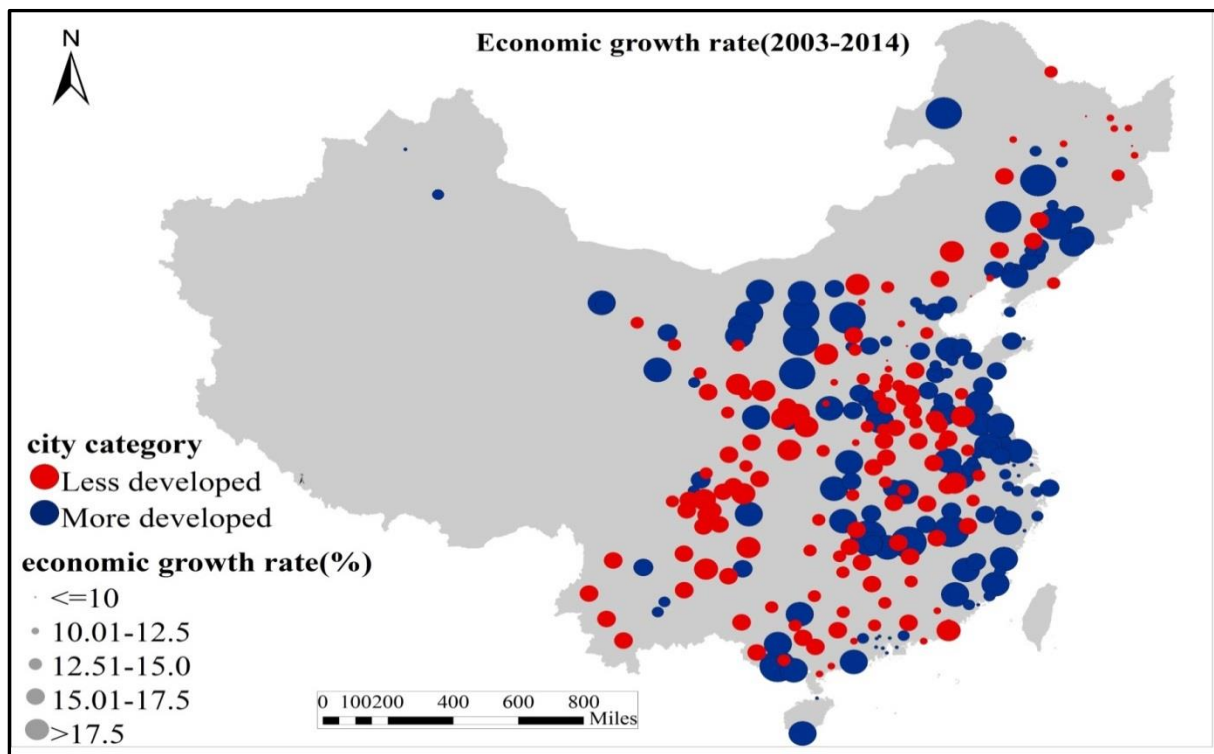 N
Economic growth rate(2003-2014)
city category
Less developed
More developed
economic growth rate(%)
<=10
10.01-12.5
12.51-15.0
15.01-17.5
>17.5
0 100200 400 600 800
Miles